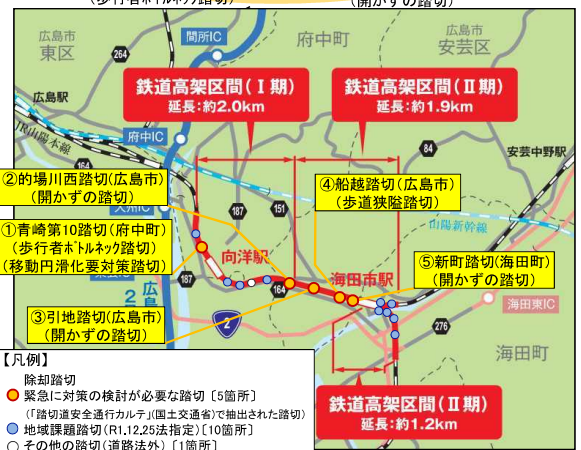 (歩行者ﾎﾞﾄﾙﾈｯｸ踏切)
(開かずの踏切)
広島市
東区
264
間所IC
府中町
広島市
安芸区
鉄道高架区間(Ⅰ期)
延長:約2.0km
鉄道高架区間(Ⅱ期)
延長:約1.9km
広島駅
JR山陽本線
府中IC
84
安芸中野駅
164
②的場川西踏切(広島市)
(開かずの踏切)
④船越踏切(広島市)
(歩道狭隘踏切)
187
151
山陽新幹線
①青崎第10踏切(府中町)
(歩行者ﾎﾞﾄﾙﾈｯｸ踏切)
(移動円滑化要対策踏切)
向洋駅
海田市駅
⑤新町踏切(海田町)
(開かずの踏切)
187
164
広島
2
海田東IC
③引地踏切(広島市)
(開かずの踏切)
2
276
海田町
【凡例】
除却踏切
緊急に対策の検討が必要な踏切〔5箇所〕
(「踏切道安全通行カルテ」(国土交通省)で抽出された踏切)
地域課題踏切(R1,12,25法指定)〔10箇所〕
その他の踏切(道路法外)〔1箇所〕
鉄道高架区間(Ⅱ期)
延長:約1.2km